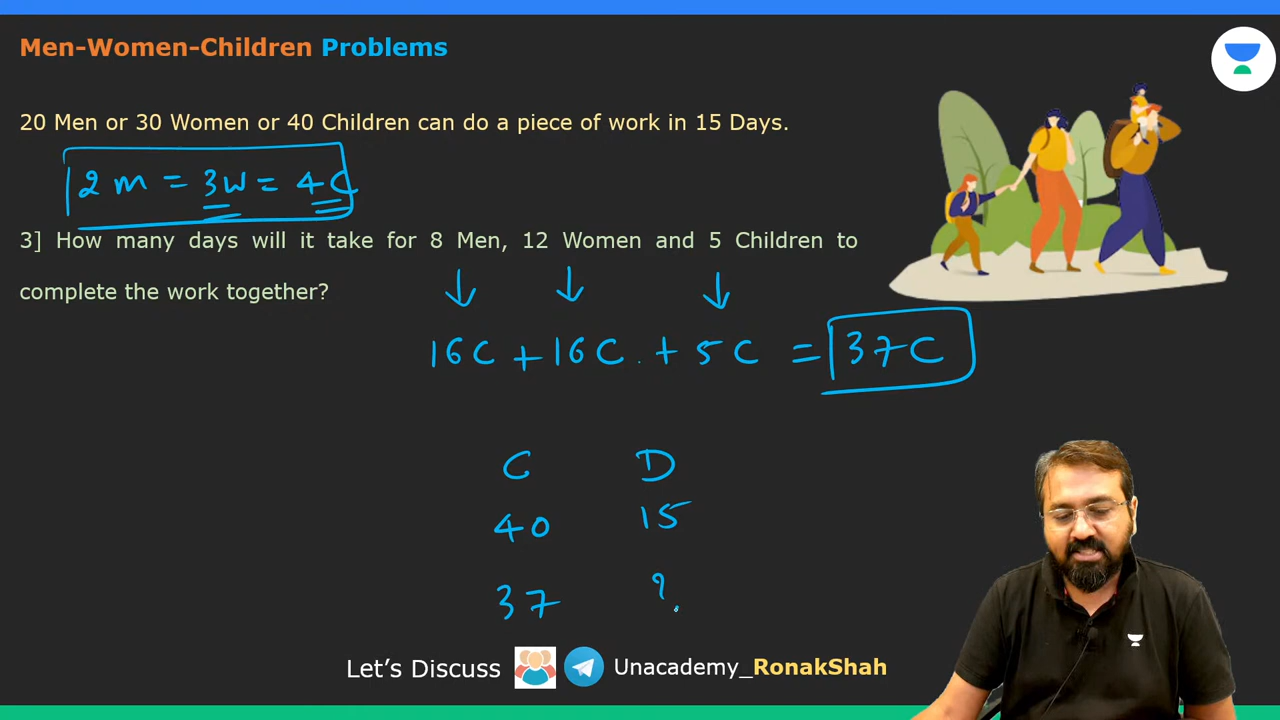 Men-Women-Children Problems
20 Men or 30 Women or 40 Children can do a piece of work in 15 Days.
2 m = 3W = 4C
3] How many days will it take for 8 Men, 12 Women and 5 Children to
complete the work together?
16C + 16C + 5C = 37C
C D
40 15
37 ?
Let’s Discuss Unacademy_RonakShah